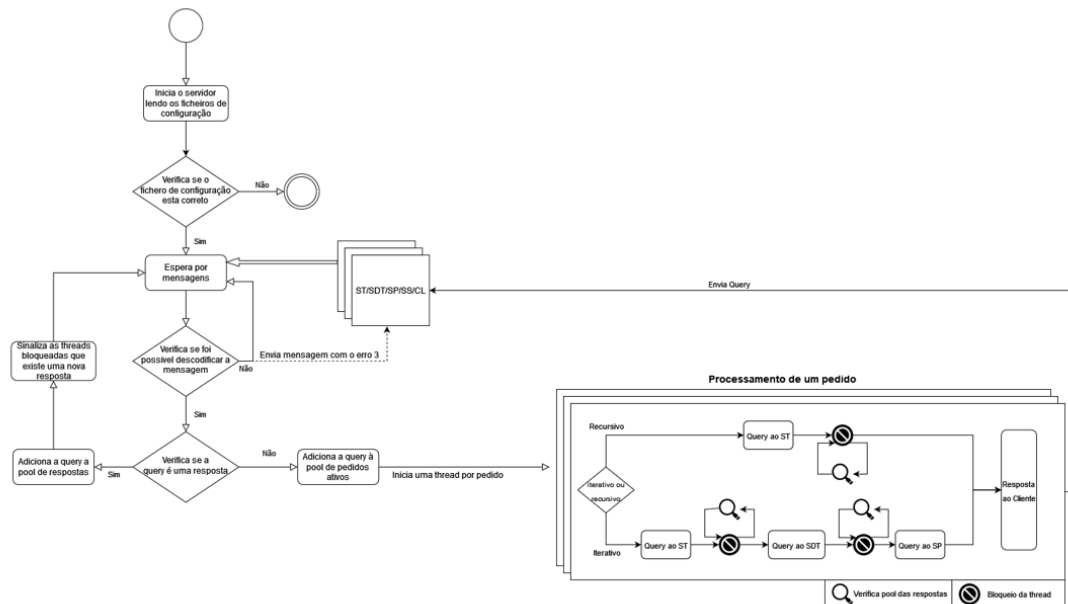 Inicia o servidor
lendo os ficheiros de
configuração
Verifica se o
fichero de configuração
esta correto
Não
Sim
Espera por
mensagens
ST/SDT/SP/SS/CL
Envia Query
Verifica se foi
possivel descodificar a
mensagem
Não
Envia mensagem com o erro 3
Sinaliza as threads
bloqueadas que
existe uma nova
resposta
Sim
Verifica se a
query é uma resposta
Sim
Adiciona a query a
pool de respostas
Não
Adiciona a query à
pool de pedidos
ativos
Inicia uma thread por pedido
Processamento de um pedido
Recursivo
Query ao ST
iterativo ou
recursivo
Iterativo
Query ao ST
Query ao SDT
Query ao SP
Resposta
ao Cliente
Verifica pool das respostas
Bloqueio da thread